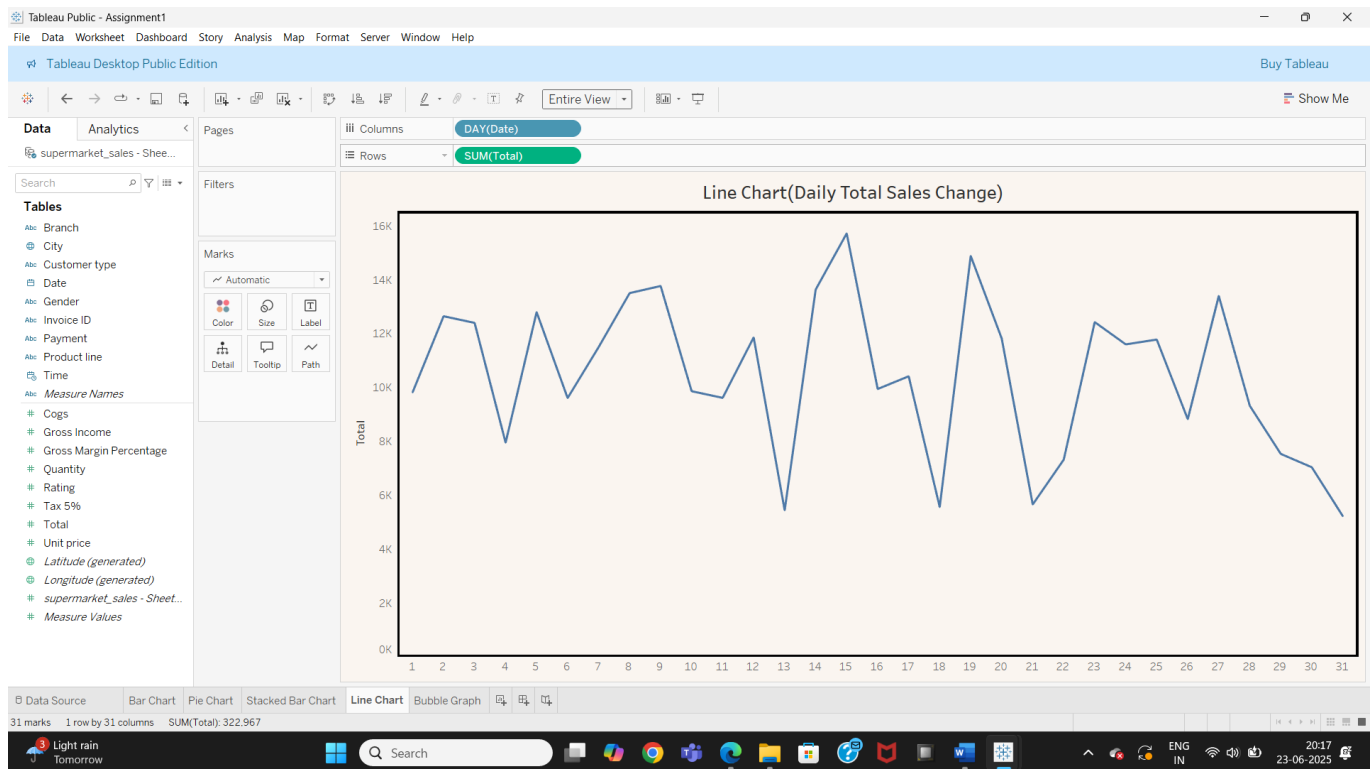 Tableau Public - Assignment1
File Data Worksheet Dashboard Story Analysis Map Format Server Window Help
Tableau Desktop Public Edition
Buy Tableau
Entire View
Show Me
Data
Analytics
supermarket_sales - Shee...
Search
Tables
Abc Branch
City
Abc Customer type
Date
Abc Gender
Abc Invoice ID
Abc Payment
Abc Product line
Time
Abc Measure Names
# Cogs
# Gross Income
# Gross Margin Percentage
# Quantity
# Rating
# Tax 5%
# Total
# Unit price
Latitude (generated)
Longitude (generated)
# supermarket_sales - Sheet...
# Measure Values
Pages
Filters
Marks
Automatic
Color Size Label
Detail Tooltip Path
Columns
DAY(Date)
Rows
SUM(Total)
Line Chart(Daily Total Sales Change)
16K
14K
12K
10K
8K
6K
4K
2K
0K
Total
1 2 3 4 5 6 7 8 9 10 11 12 13 14 15 16 17 18 19 20 21 22 23 24 25 26 27 28 29 30 31
Data Source Bar Chart Pie Chart Stacked Bar Chart Line Chart Bubble Graph
31 marks 1 row by 31 columns SUM(Total): 322.967
3
Light rain
Tomorrow
Search
ENG
IN
20:17
23-06-2025